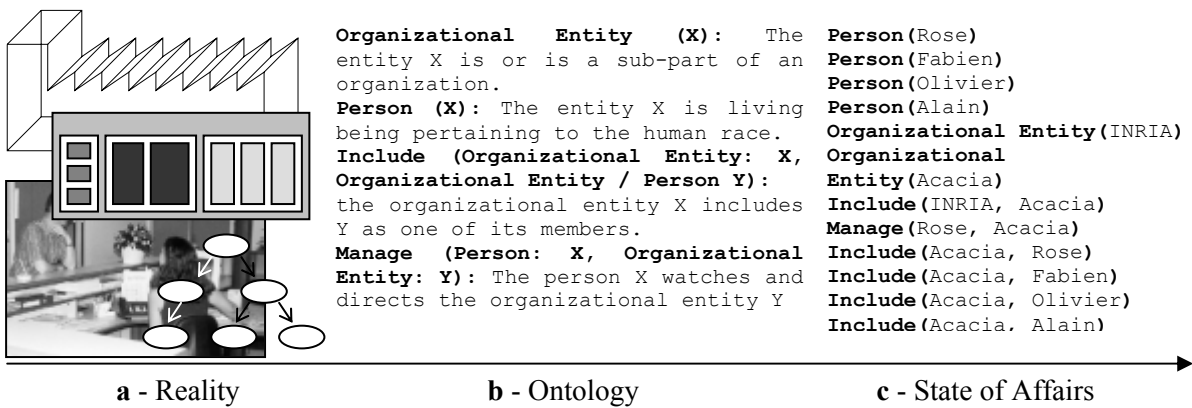 Organizational Entity (X): The
entity X is or is a sub-part of an
organization.
Person (X): The entity X is living
being pertaining to the human race.
Include (Organizational Entity: X,
Organizational Entity / Person Y):
the organizational entity X includes
Y as one of its members.
Manage (Person: X, Organizational
Entity: Y): The person X watches and
directs the organizational entity Y
Person(Rose)
Person(Fabien)
Person(Olivier)
Person(Alain)
Organizational Entity(INRIA)
Organizational
Entity(Acacia)
Include(INRIA, Acacia)
Manage(Rose, Acacia)
Include(Acacia, Rose)
Include(Acacia, Fabien)
Include(Acacia, Olivier)
Include(Acacia, Alain)
a - Reality
b - Ontology
c - State of Affairs